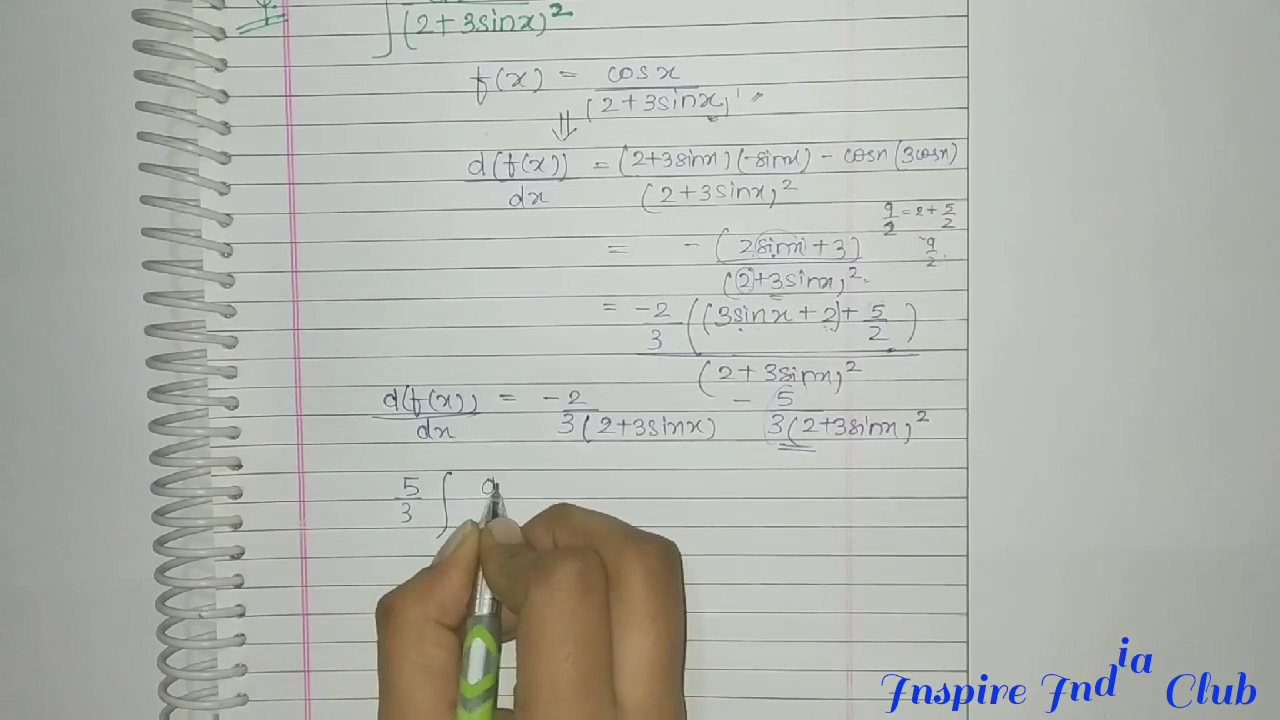 ∫ (2+3sinx)²
f(x) = cosx / (2+3sinx)¹
⇓
d(f(x))/dx = (2+3sinx)(-sinx) - cosx(3cosx) / (2+3sinx)²
9/2 = 2 + 5/2
= -(2sinx+3) / (2+3sinx)²
9/2
= -2/3 ((3sinx+2)+5/2) / (2+3sinx)²
d(f(x))/dx = -2 / 3(2+3sinx) - 5 / 3(2+3sinx)²
5/3 ∫ d
Inspire India Club